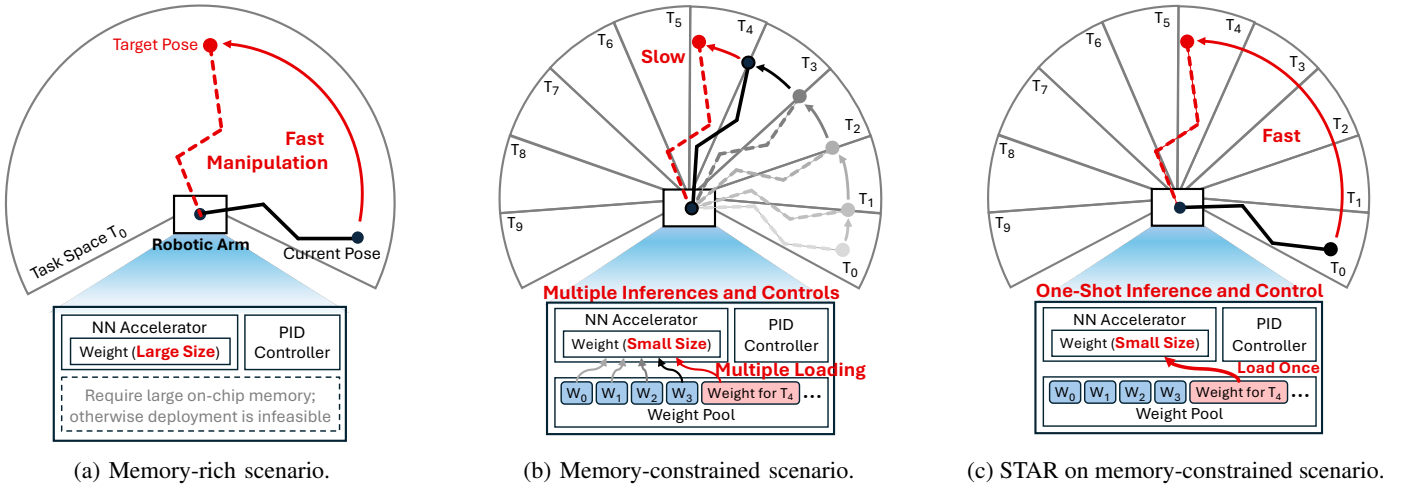 Target Pose
Fast
Manipulation
Task Space T0
Robotic Arm
Current Pose
NN Accelerator
Weight (Large Size)
PID
Controller
Require large on-chip memory;
otherwise deployment is infeasible
(a) Memory-rich scenario.
T5
T4
T6
T3
Slow
T7
T2
T8
T1
T9
T0
Multiple Inferences and Controls
NN Accelerator
Weight (Small Size)
PID
Controller
Multiple Loading
W0 W1 W2 W3 Weight for T4 ...
Weight Pool
(b) Memory-constrained scenario.
T5
T4
T6
T3
T7
Fast
T2
T8
T1
T9
T0
One-Shot Inference and Control
NN Accelerator
Weight (Small Size)
PID
Controller
Load Once
W0 W1 W2 W3 Weight for T4 ...
Weight Pool
(c) STAR on memory-constrained scenario.